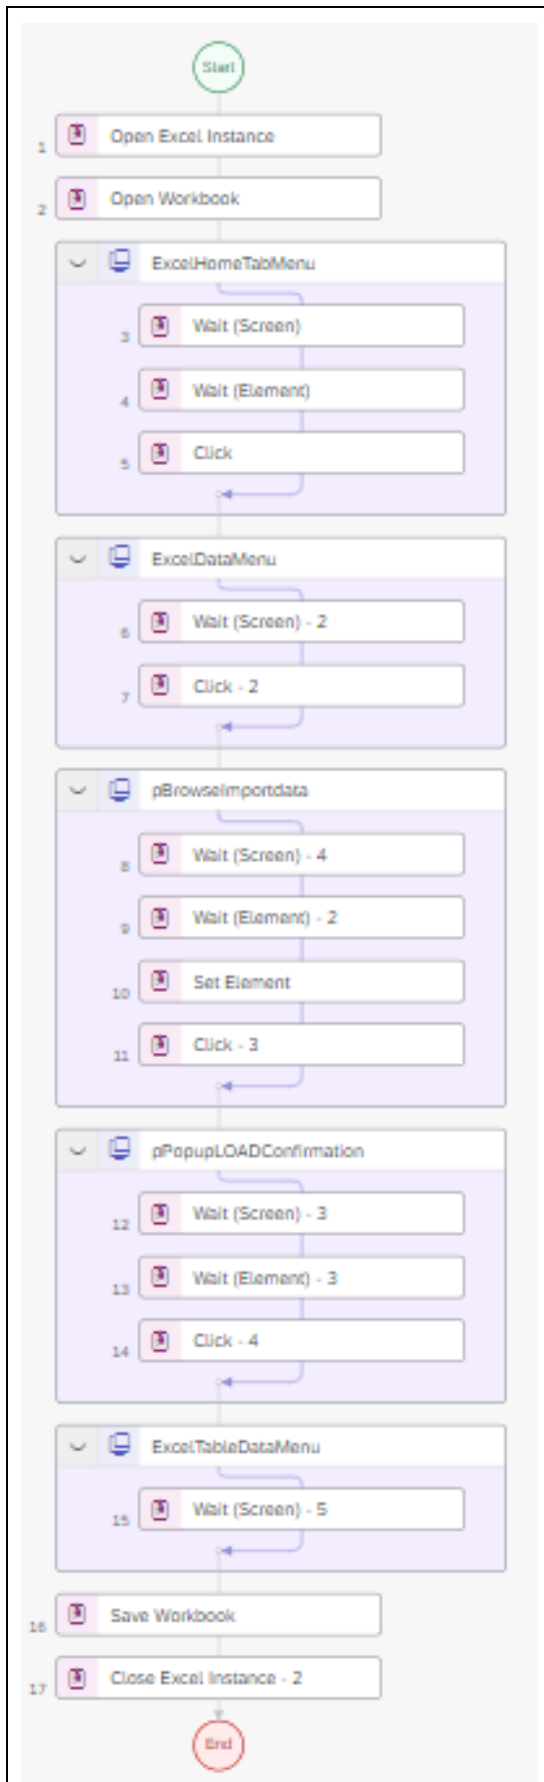 Start
1 Open Excel Instance
2 Open Workbook
ExcelHomeTabMenu
3 Wait (Screen)
4 Wait (Element)
5 Click
ExcelDataMenu
6 Wait (Screen) - 2
7 Click - 2
pBrowseImportdata
8 Wait (Screen) - 4
9 Wait (Element) - 2
10 Set Element
11 Click - 3
pPopupLOADConfirmation
12 Wait (Screen) - 3
13 Wait (Element) - 3
14 Click - 4
ExcelTableDataMenu
15 Wait (Screen) - 5
16 Save Workbook
17 Close Excel Instance - 2
End